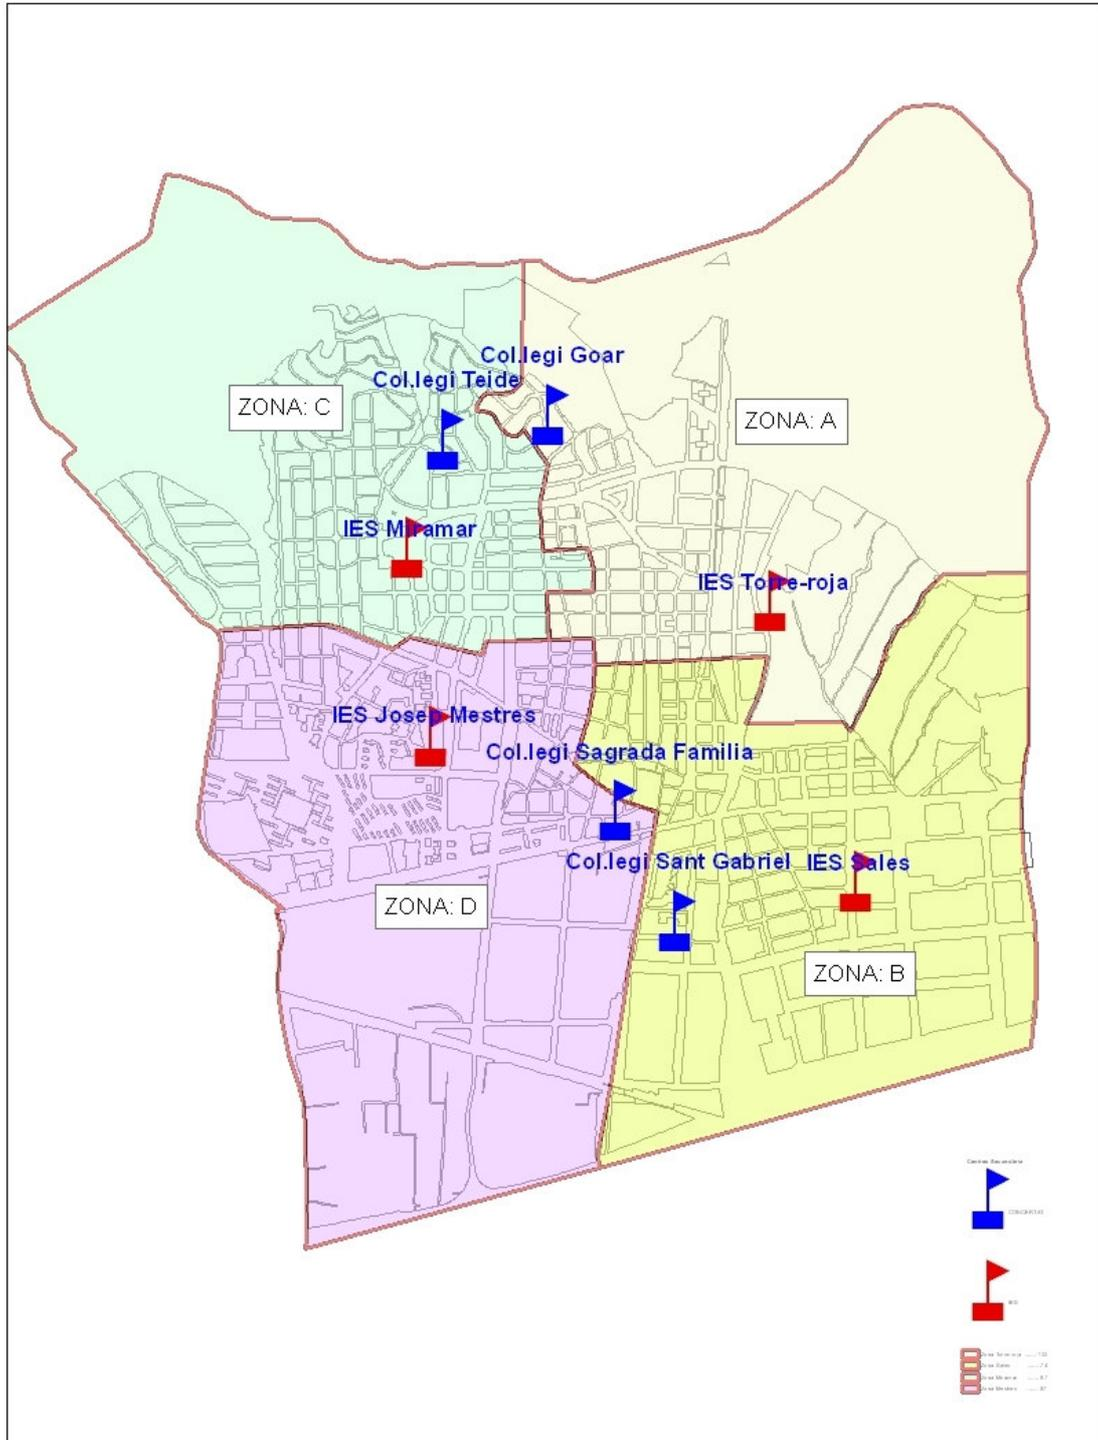 Col.legi Goar
Col.legi Teide
ZONA: C
ZONA: A
IES Miramar
IES Torre-roja
IES Josep Mestres
Col.legi Sagrada Familia
Col.legi Sant Gabriel
IES Sales
ZONA: D
ZONA: B